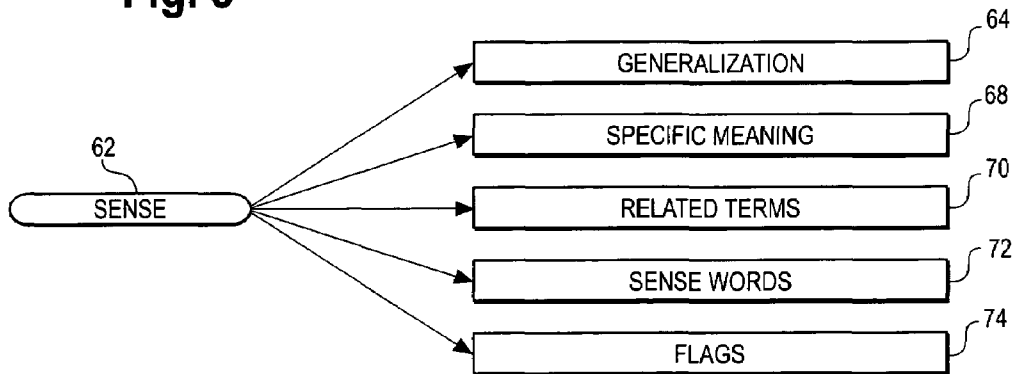 64
GENERALIZATION
68
SPECIFIC MEANING
62
SENSE
70
RELATED TERMS
72
SENSE WORDS
74
FLAGS